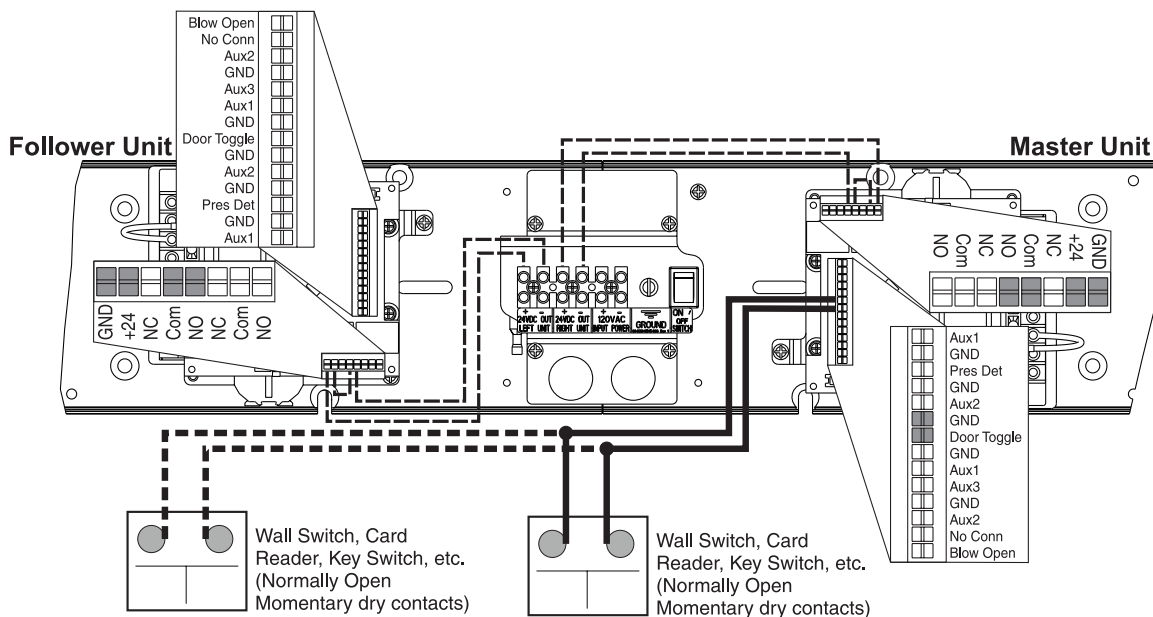 Blow Open
No Conn
Aux2
GND
Aux3
Aux1
GND
Door Toggle
GND
Aux2
GND
Pres Det
GND
Aux1
Follower Unit
Master Unit
GND
+24
NC
Com
NO
NC
Com
NO
+ - + - + -
24VDC OUT 24VDC OUT 120VAC
LEFT UNIT RIGHT UNIT INPUT POWER
GROUND
ON / OFF
SWITCH
NO
Com
NC
NO
Com
NC
+24
GND
Aux1
GND
Pres Det
GND
Aux2
GND
Door Toggle
GND
Aux1
Aux3
GND
Aux2
No Conn
Blow Open
Wall Switch, Card
Reader, Key Switch, etc.
(Normally Open
Momentary dry contacts)
Wall Switch, Card
Reader, Key Switch, etc.
(Normally Open
Momentary dry contacts)